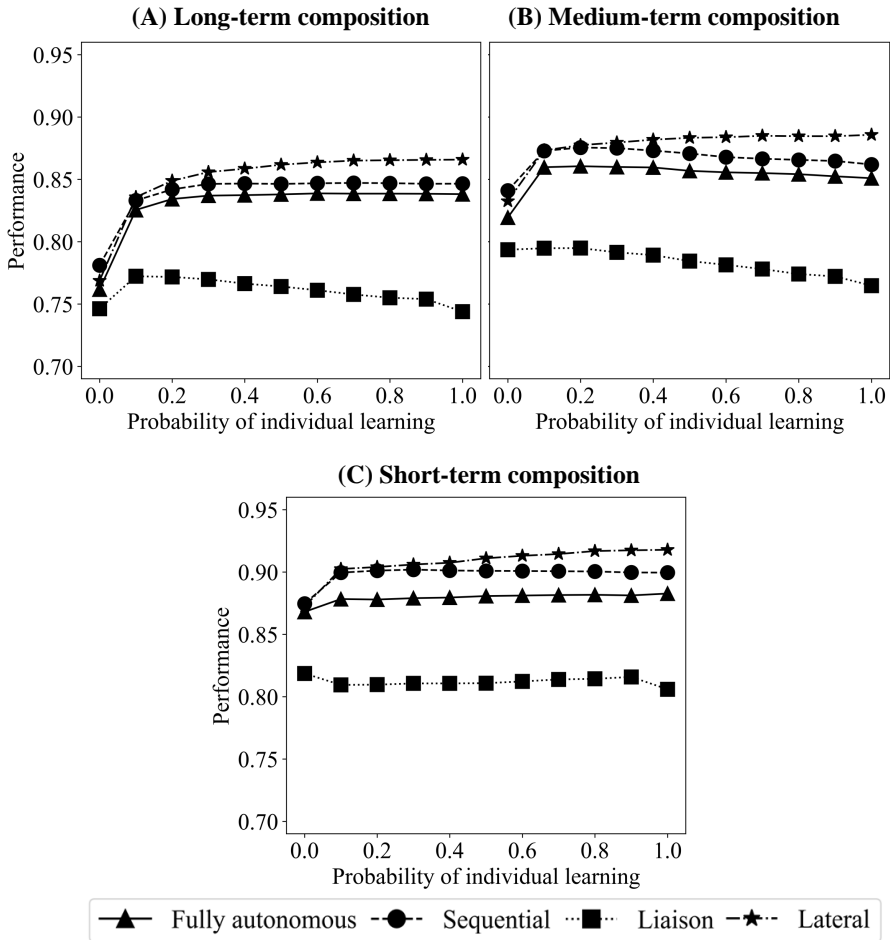 (A) Long-term composition
(B) Medium-term composition
0.95
0.90
0.85
0.80
0.75
0.70
Performance
0.0 0.2 0.4 0.6 0.8 1.0
Probability of individual learning
0.0 0.2 0.4 0.6 0.8 1.0
Probability of individual learning
(C) Short-term composition
0.95
0.90
0.85
0.80
0.75
0.70
Performance
0.0 0.2 0.4 0.6 0.8 1.0
Probability of individual learning
Fully autonomous Sequential Liaison Lateral